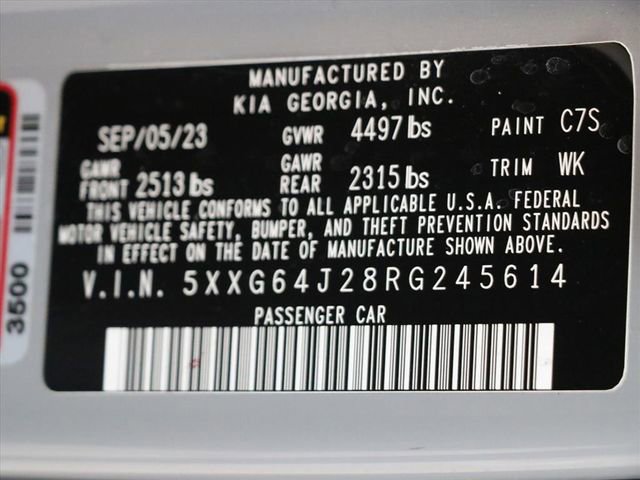 MANUFACTURED BY
KIA GEORGIA, INC.
SEP/05/23 GVWR 4497 lbs PAINT C7S
GAWR FRONT 2513 lbs GAWR REAR 2315 lbs TRIM WK
THIS VEHICLE CONFORMS TO ALL APPLICABLE U.S.A. FEDERAL
MOTOR VEHICLE SAFETY, BUMPER, AND THEFT PREVENTION STANDARDS
IN EFFECT ON THE DATE OF MANUFACTURE SHOWN ABOVE.
V.I.N. 5XXG64J28RG245614
PASSENGER CAR
3500